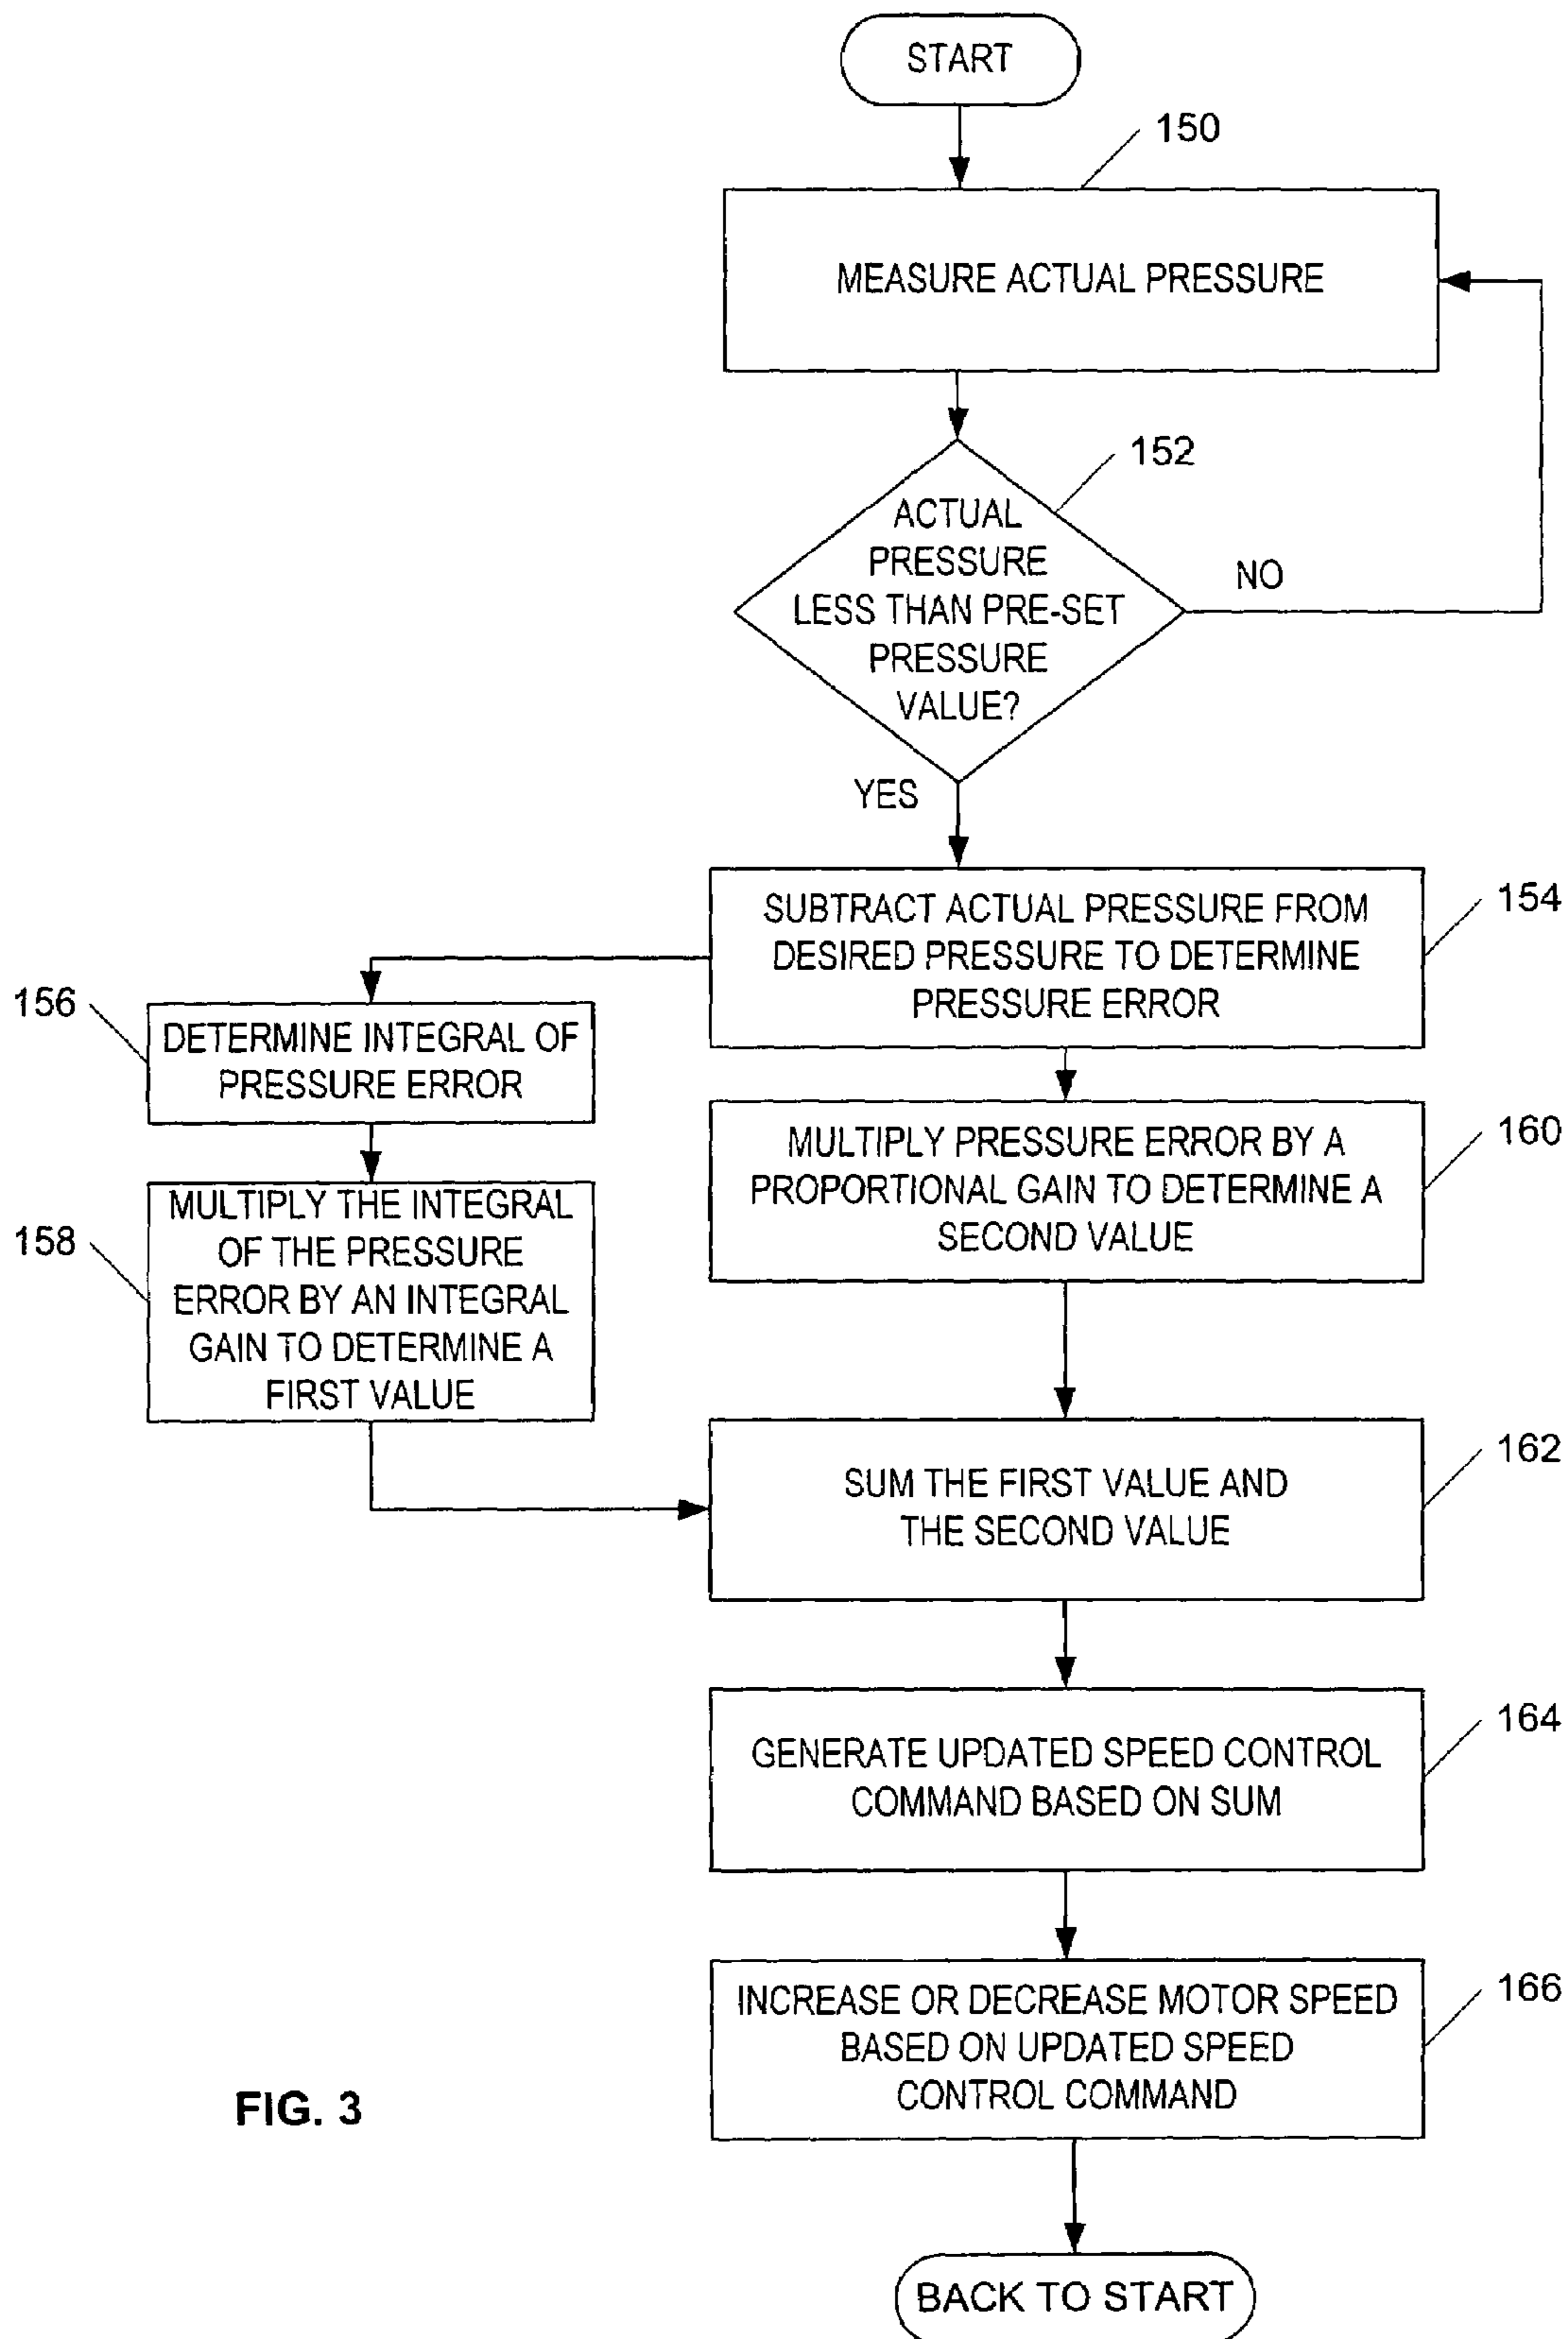 START
150
MEASURE ACTUAL PRESSURE
152
ACTUAL
PRESSURE
LESS THAN PRE-SET
PRESSURE
VALUE?
NO
YES
SUBTRACT ACTUAL PRESSURE FROM
DESIRED PRESSURE TO DETERMINE
PRESSURE ERROR
154
156
DETERMINE INTEGRAL OF
PRESSURE ERROR
MULTIPLY PRESSURE ERROR BY A
PROPORTIONAL GAIN TO DETERMINE A
SECOND VALUE
160
158
MULTIPLY THE INTEGRAL
OF THE PRESSURE
ERROR BY AN INTEGRAL
GAIN TO DETERMINE A
FIRST VALUE
SUM THE FIRST VALUE AND
THE SECOND VALUE
162
GENERATE UPDATED SPEED CONTROL
COMMAND BASED ON SUM
164
INCREASE OR DECREASE MOTOR SPEED
BASED ON UPDATED SPEED
CONTROL COMMAND
166
FIG. 3
BACK TO START